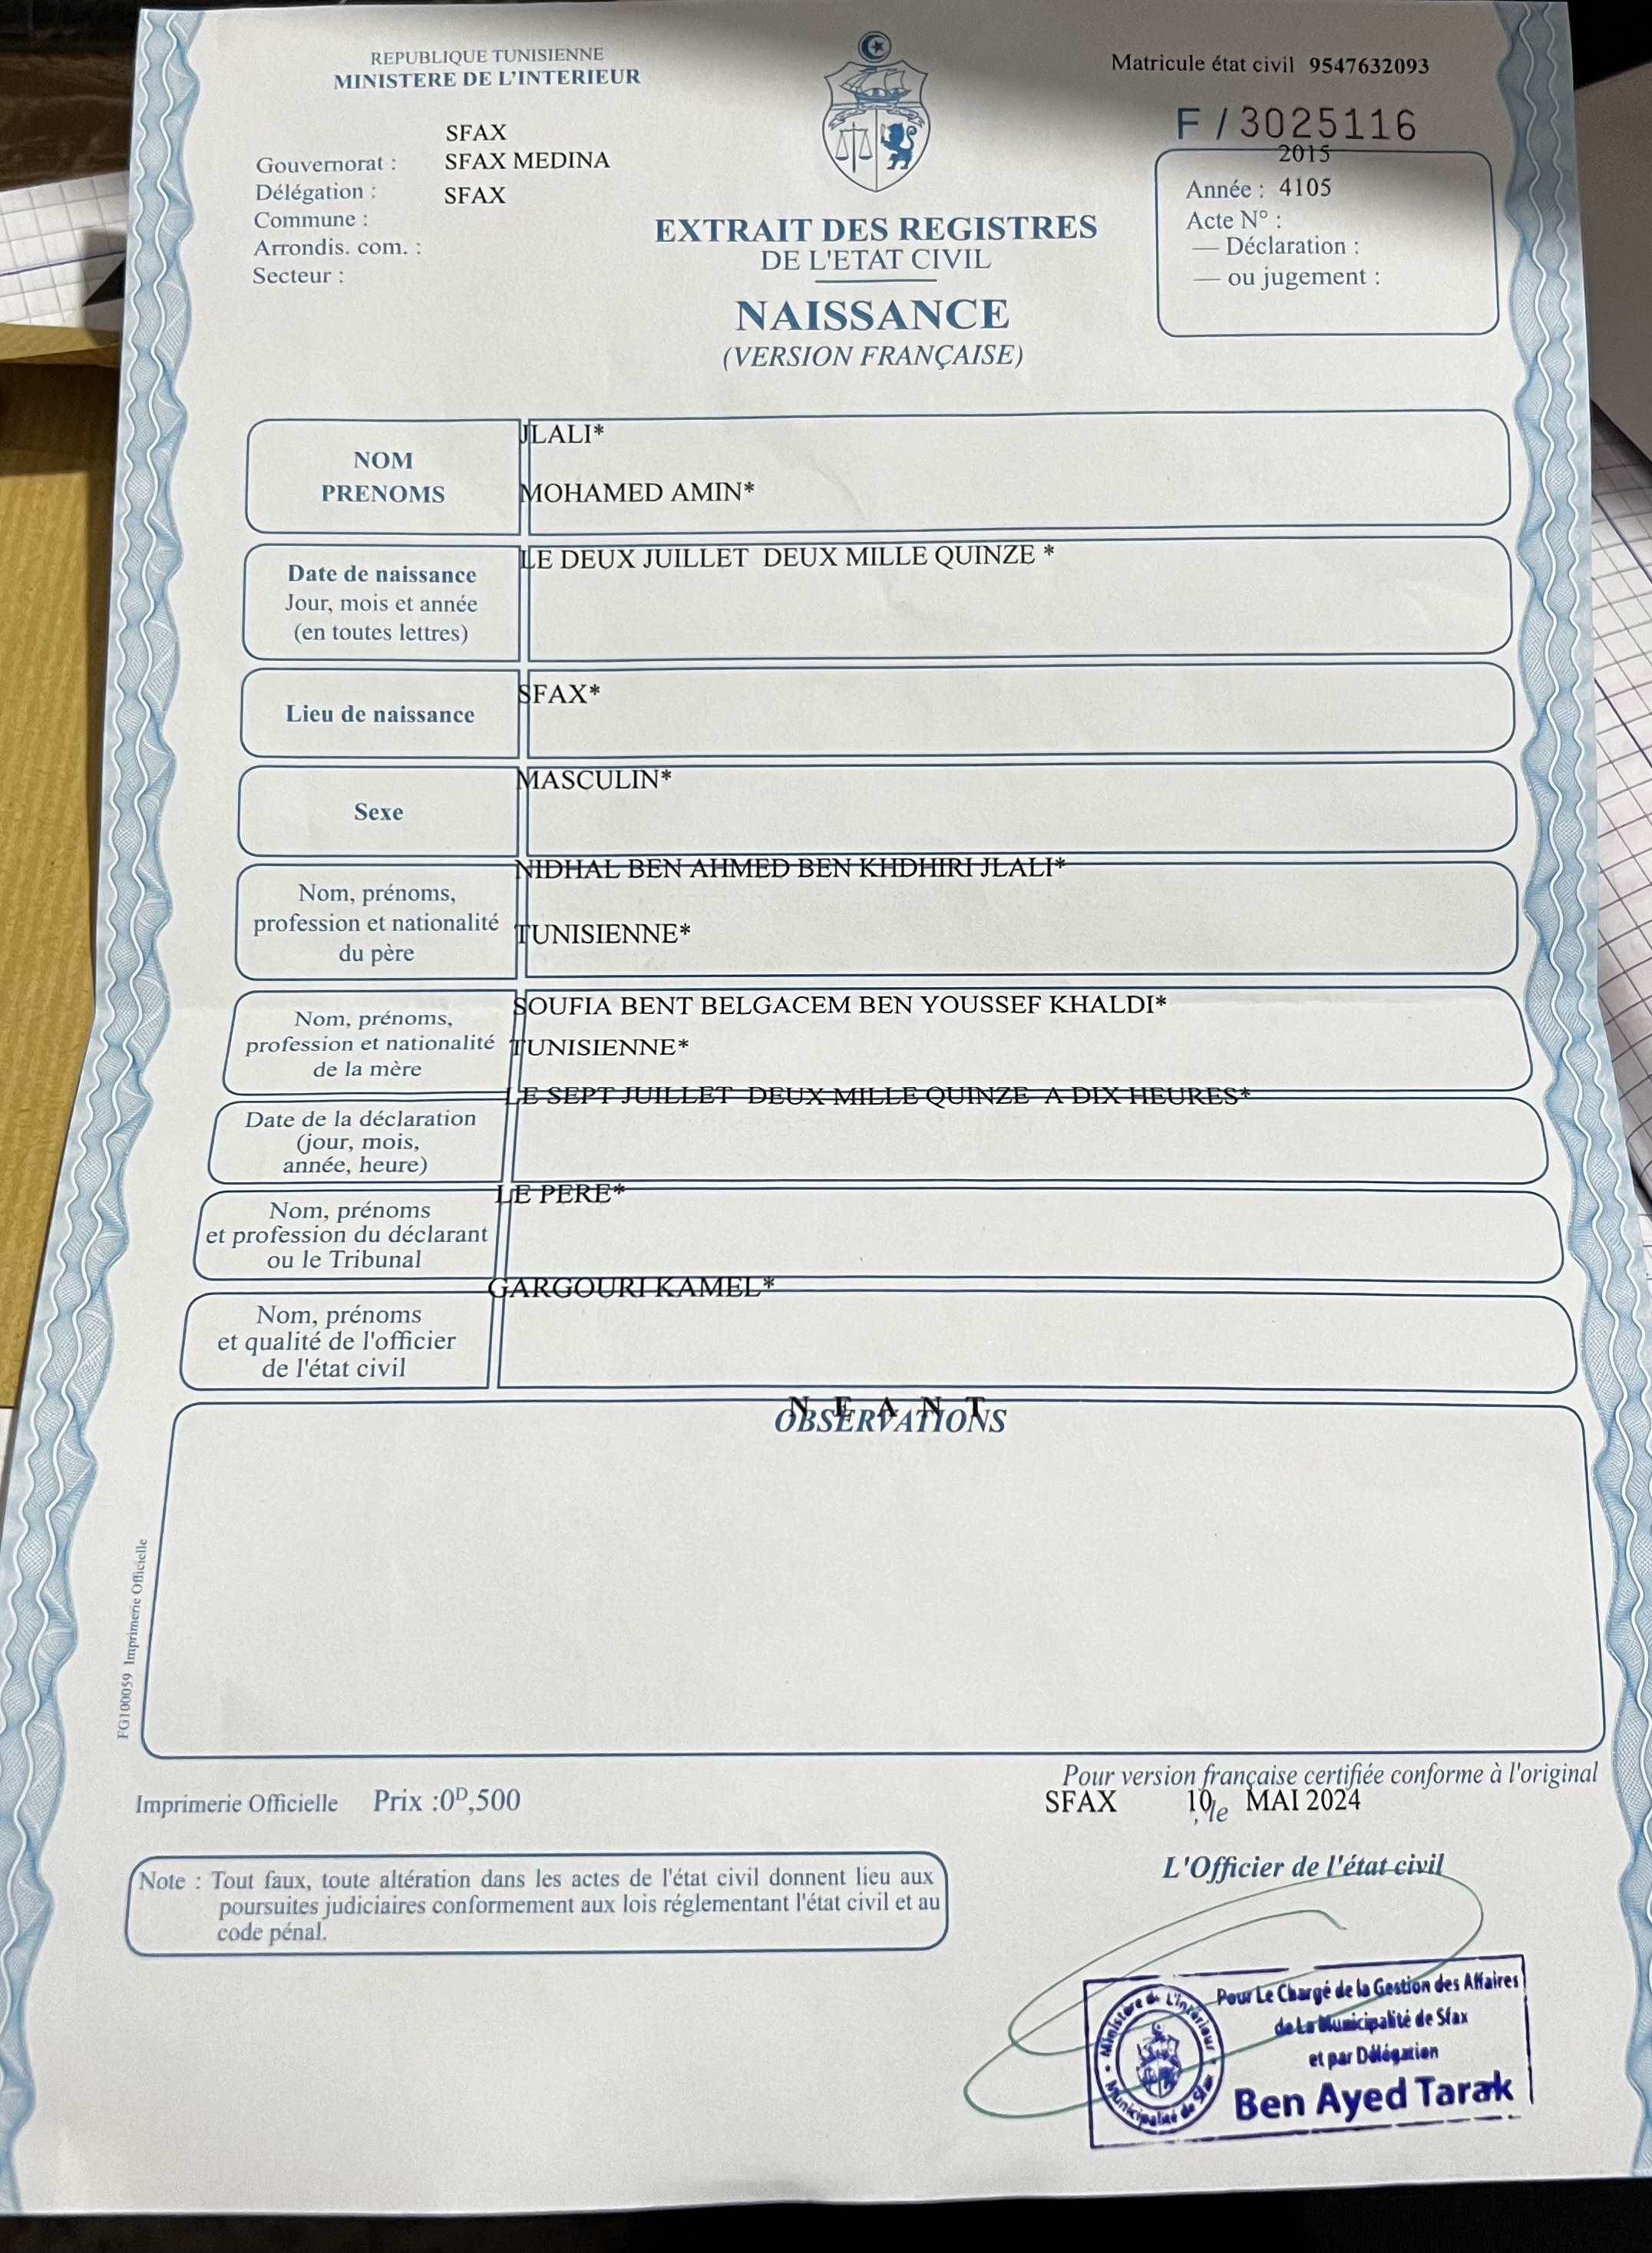 REPUBLIQUE TUNISIENNE
MINISTERE DE L'INTERIEUR
Matricule état civil 9547632093
F / 3025116
SFAX
Gouvernorat : SFAX MEDINA
Délégation : SFAX
Commune :
Arrondis. com. :
Secteur :
2015
Année : 4105
Acte N° :
— Déclaration :
— ou jugement :
EXTRAIT DES REGISTRES
DE L'ETAT CIVIL
NAISSANCE
(VERSION FRANÇAISE)
NOM
PRENOMS
JLALI*
MOHAMED AMIN*
Date de naissance
Jour, mois et année
(en toutes lettres)
LE DEUX JUILLET DEUX MILLE QUINZE *
Lieu de naissance
SFAX*
Sexe
MASCULIN*
Nom, prénoms,
profession et nationalité
du père
NIDHAL BEN AHMED BEN KHDHIRI JLALI*
TUNISIENNE*
Nom, prénoms,
profession et nationalité
de la mère
SOUFIA BENT BELGACEM BEN YOUSSEF KHALDI*
TUNISIENNE*
Date de la déclaration
(jour, mois,
année, heure)
LE SEPT JUILLET DEUX MILLE QUINZE A DIX HEURES*
Nom, prénoms
et profession du déclarant
ou le Tribunal
LE PERE*
Nom, prénoms
et qualité de l'officier
de l'état civil
GARGOURI KAMEL*
N E A N T
OBSERVATIONS
FG100059 Imprimerie Officielle
Imprimerie Officielle Prix :0D,500
Pour version française certifiée conforme à l'original
SFAX 10 , le MAI 2024
L'Officier de l'état civil
Note : Tout faux, toute altération dans les actes de l'état civil donnent lieu aux
poursuites judiciaires conformement aux lois réglementant l'état civil et au
code pénal.
Ministère de L'intérieur
Municipalité de Sfax
Pour Le Chargé de la Gestion des Affaires
de La Municipalité de Sfax
et par Délégation
Ben Ayed Tarak